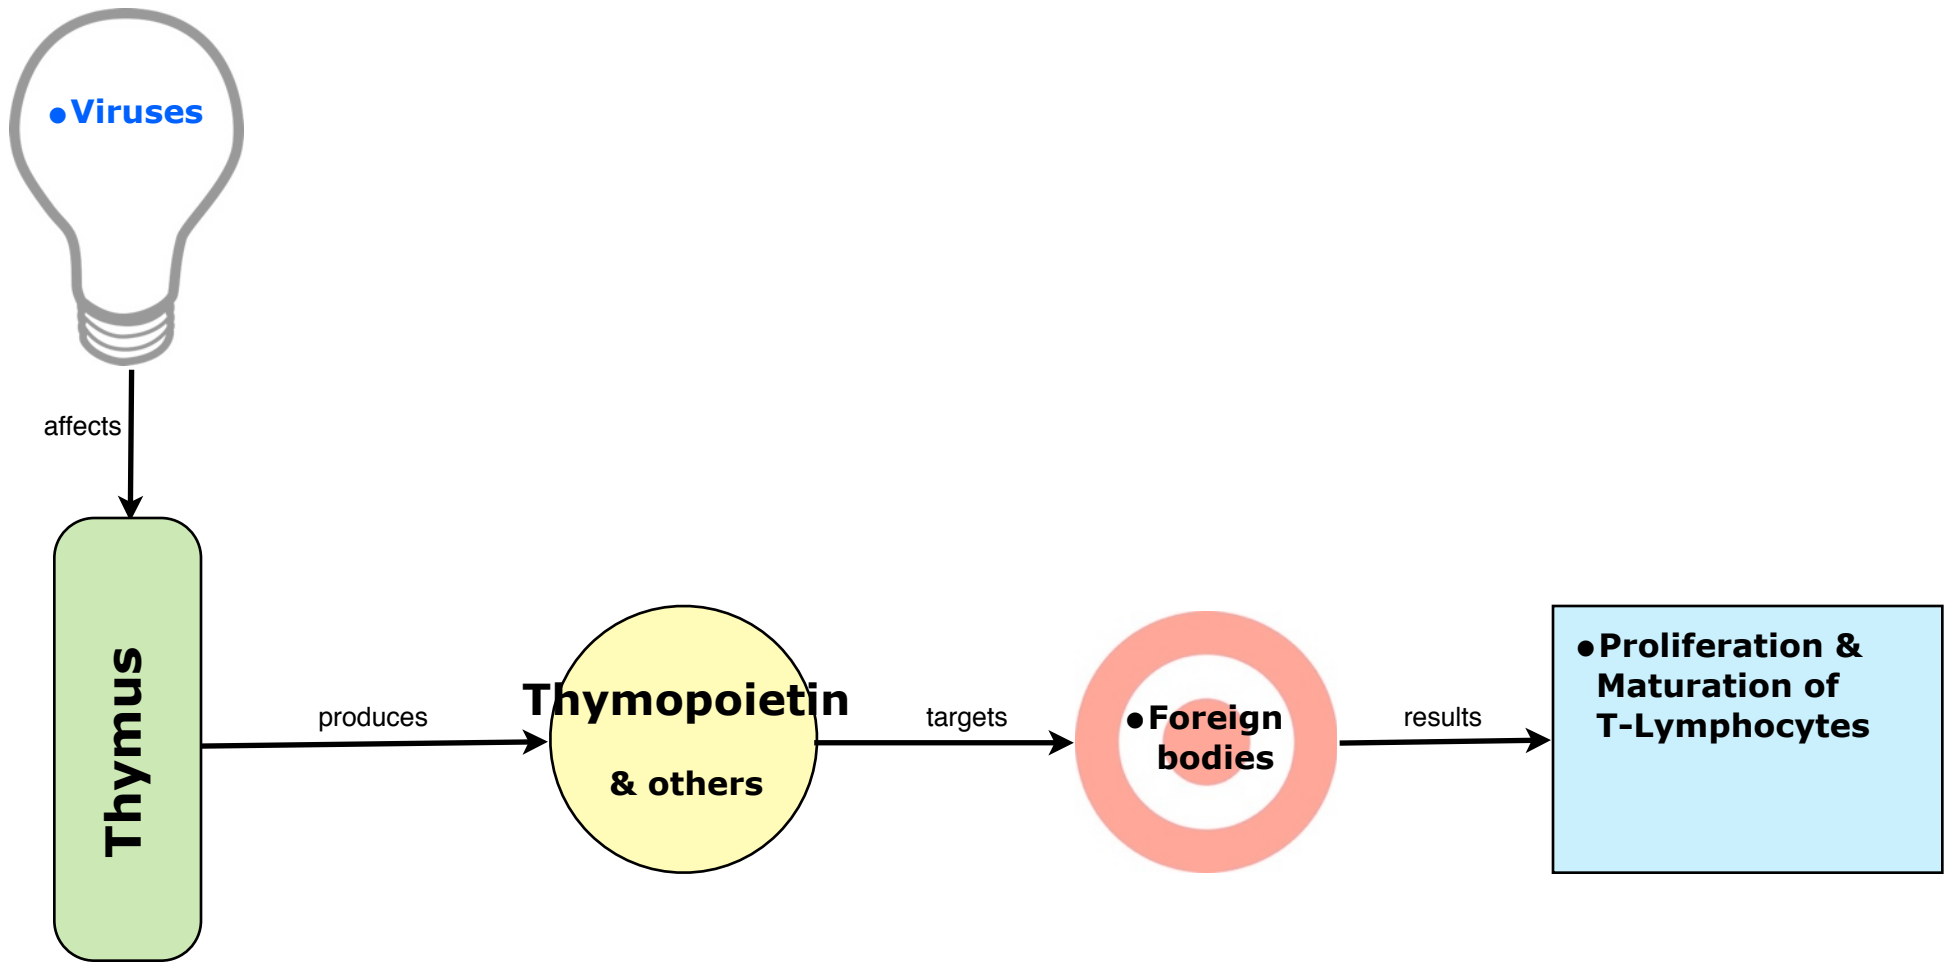 •Viruses
affects
Thymus
produces
Thymopoietin
& others
targets
•Foreign
bodies
results
•Proliferation &
Maturation of
T-Lymphocytes